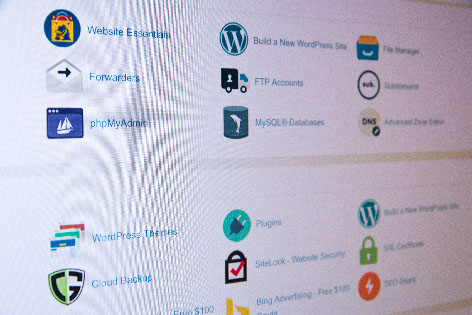 Website Essentials
Build a New WordPress Site
File Manager
Forwarders
FTP Accounts
sub.
Subdomains
phpMyAdmin
MySQL® Databases
DNS
Advanced Zone Editor
WordPress Themes
Plugins
Build a New WordPress Site
Cloud Backup
SiteLock - Website Security
SSL Certificate
Free $100
Bing Advertising - Free $100
Credit
SEO Gears